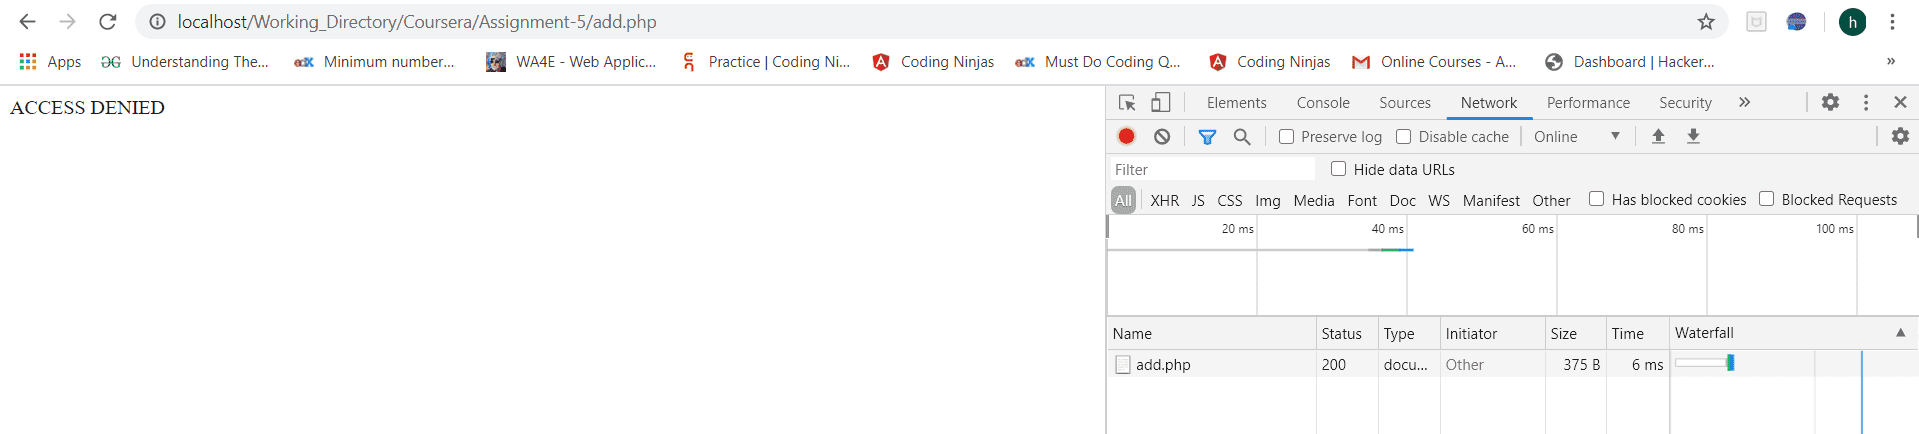 localhost/Working_Directory/Coursera/Assignment-5/add.php h
Apps Understanding The... edX Minimum number... WA4E - Web Applic... Practice | Coding Ni... Coding Ninjas edX Must Do Coding Q... Coding Ninjas Online Courses - A... Dashboard | Hacker... »
ACCESS DENIED
Elements Console Sources Network Performance Security »
Preserve log Disable cache Online
Filter Hide data URLs
All XHR JS CSS Img Media Font Doc WS Manifest Other Has blocked cookies Blocked Requests
20 ms 40 ms 60 ms 80 ms 100 ms
Name Status Type Initiator Size Time Waterfall
add.php 200 docu... Other 375 B 6 ms